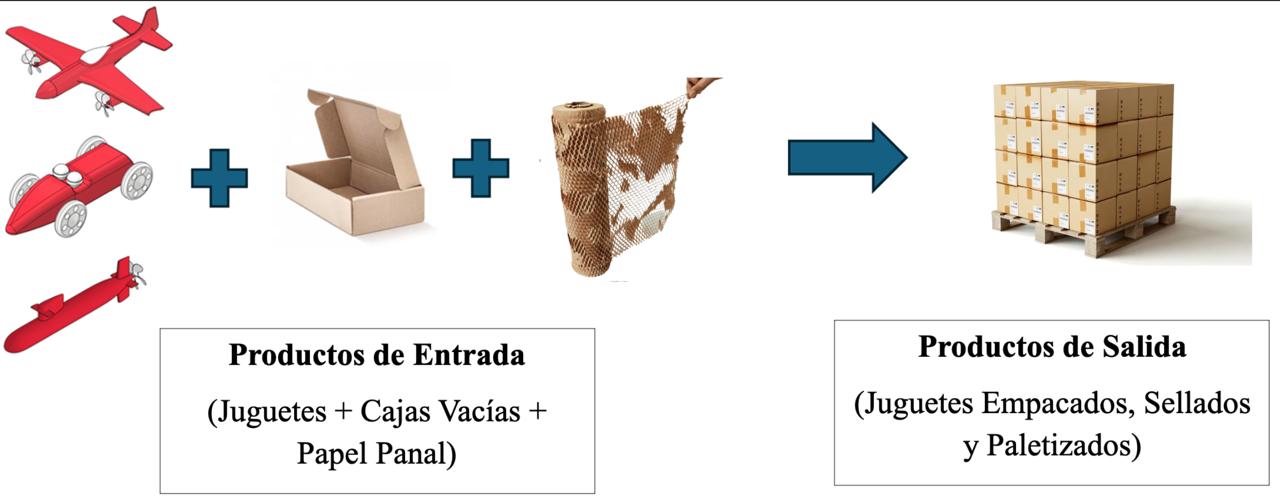 Productos de Entrada
(Juguetes + Cajas Vacías +
Papel Panal)
Productos de Salida
(Juguetes Empacados, Sellados
y Paletizados)